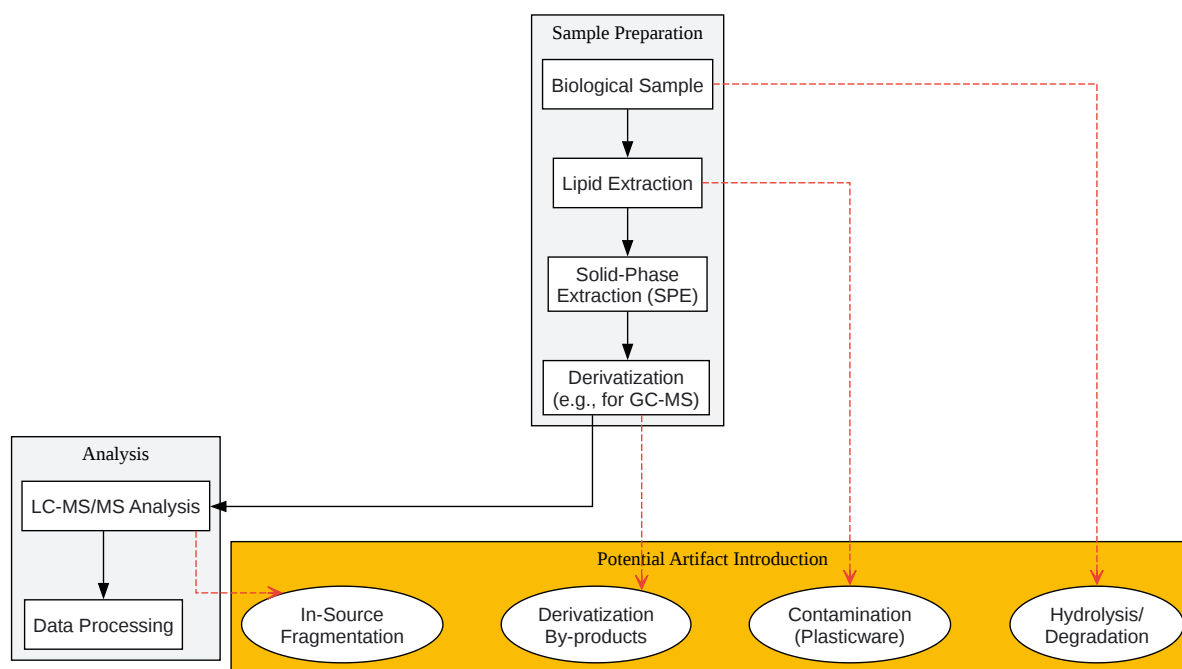 Sample Preparation
Biological Sample
Lipid Extraction
Solid-Phase
Extraction (SPE)
Derivatization
(e.g., for GC-MS)
Analysis
LC-MS/MS Analysis
Data Processing
Potential Artifact Introduction
In-Source
Fragmentation
Derivatization
By-products
Contamination
(Plasticware)
Hydrolysis/
Degradation